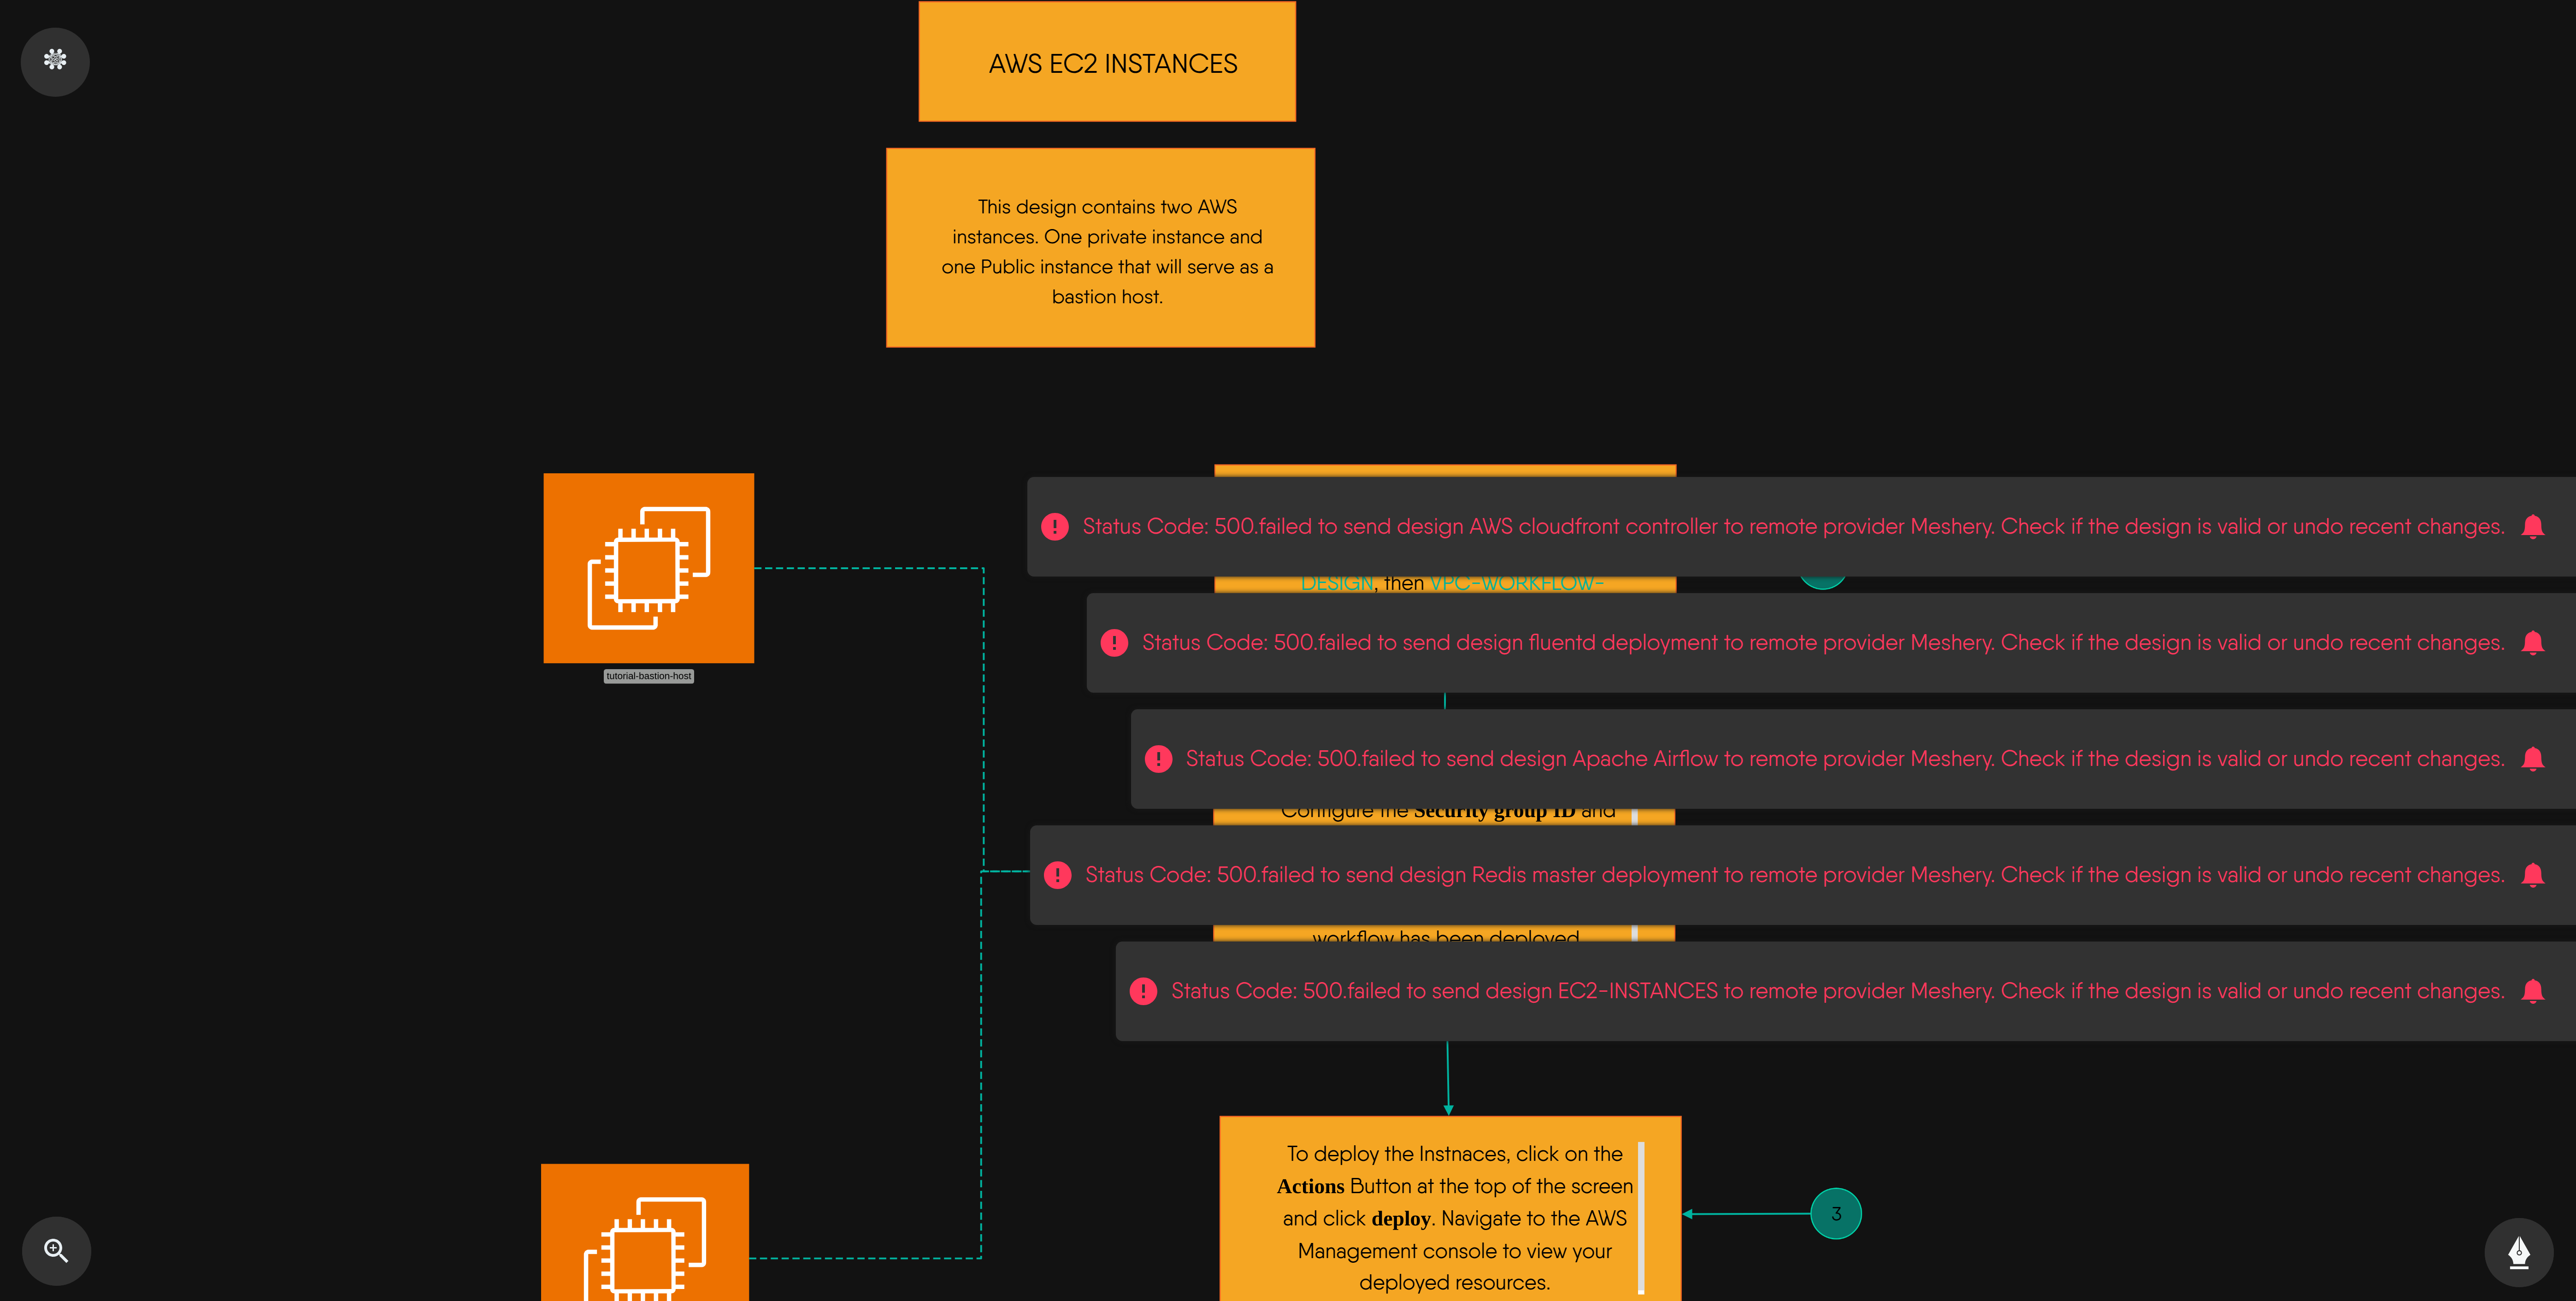 AWS EC2 INSTANCES
This design contains two AWS
instances. One private instance and
one Public instance that will serve as a
bastion host.
Status Code: 500.failed to send design AWS cloudfront controller to remote provider Meshery. Check if the design is valid or undo recent changes.
DESIGN, then VPC-WORKFLOW-
Status Code: 500.failed to send design fluentd deployment to remote provider Meshery. Check if the design is valid or undo recent changes.
tutorial-bastion-host
Status Code: 500.failed to send design Apache Airflow to remote provider Meshery. Check if the design is valid or undo recent changes.
Configure the Security group ID and
Status Code: 500.failed to send design Redis master deployment to remote provider Meshery. Check if the design is valid or undo recent changes.
workflow has been deployed
Status Code: 500.failed to send design EC2-INSTANCES to remote provider Meshery. Check if the design is valid or undo recent changes.
To deploy the Instnaces, click on the
Actions Button at the top of the screen
and click deploy. Navigate to the AWS
Management console to view your
deployed resources.
3